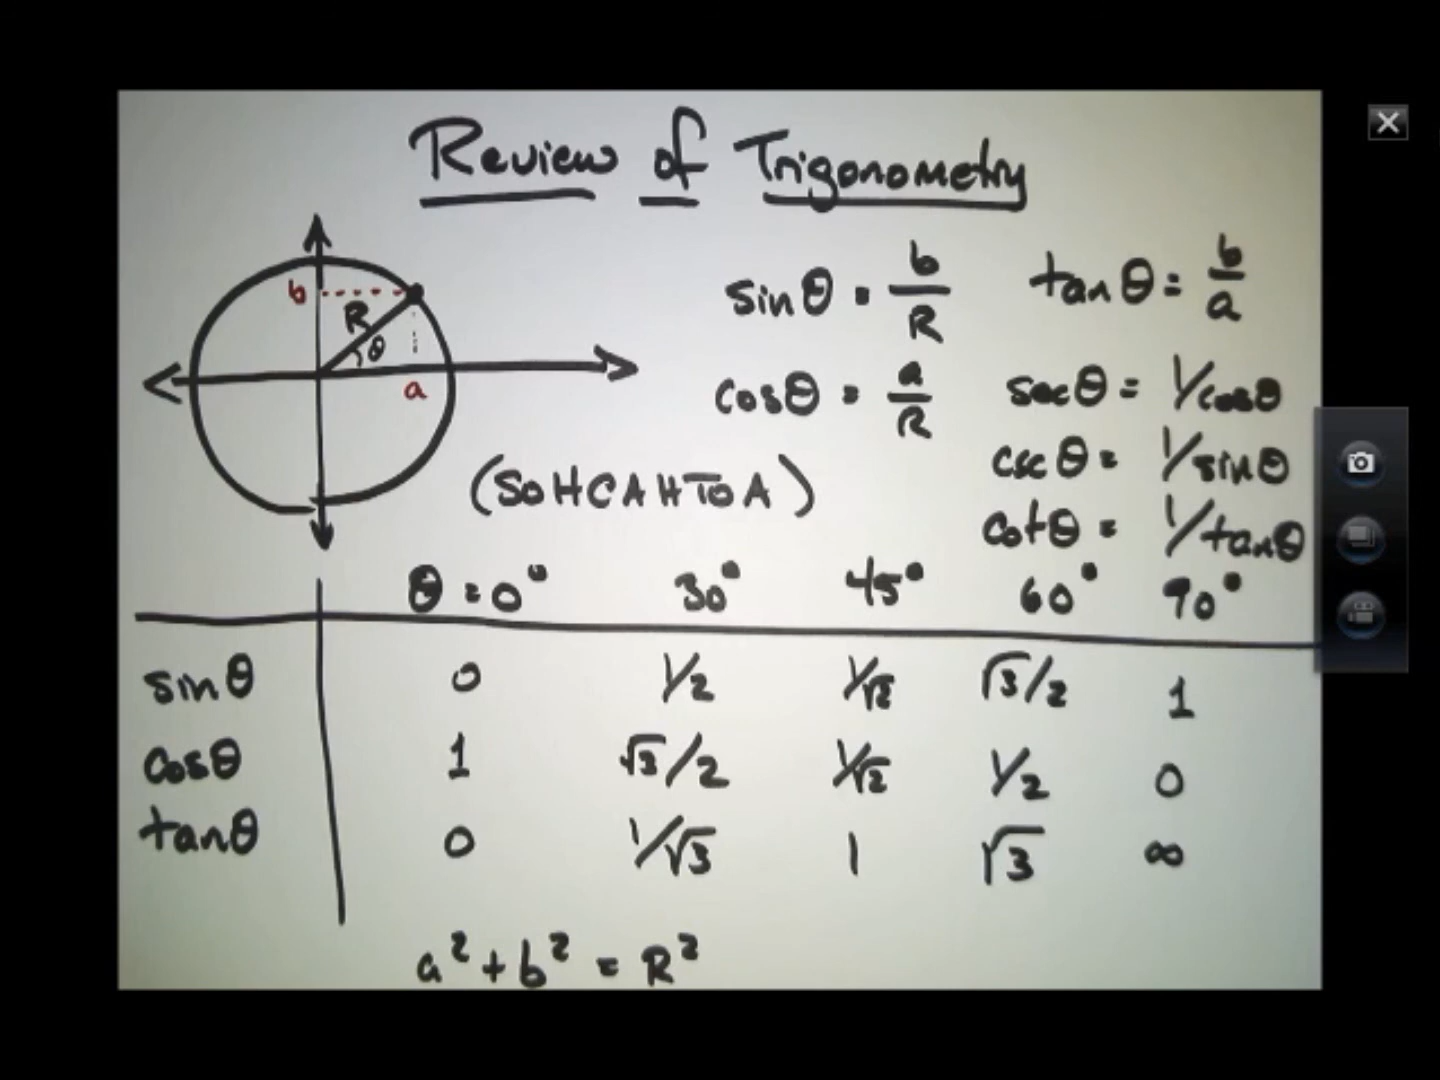 Review of Trigonometry
b
R
θ
a
sinθ = b/R
tanθ = b/a
cosθ = a/R
secθ = 1/cosθ
cscθ = 1/sinθ
(SOHCAHTOA)
cotθ = 1/tanθ
θ = 0° 30° 45° 60° 90°
sinθ 0 1/2 1/√2 √3/2 1
cosθ 1 √3/2 1/√2 1/2 0
tanθ 0 1/√3 1 √3 ∞
a² + b² = R²